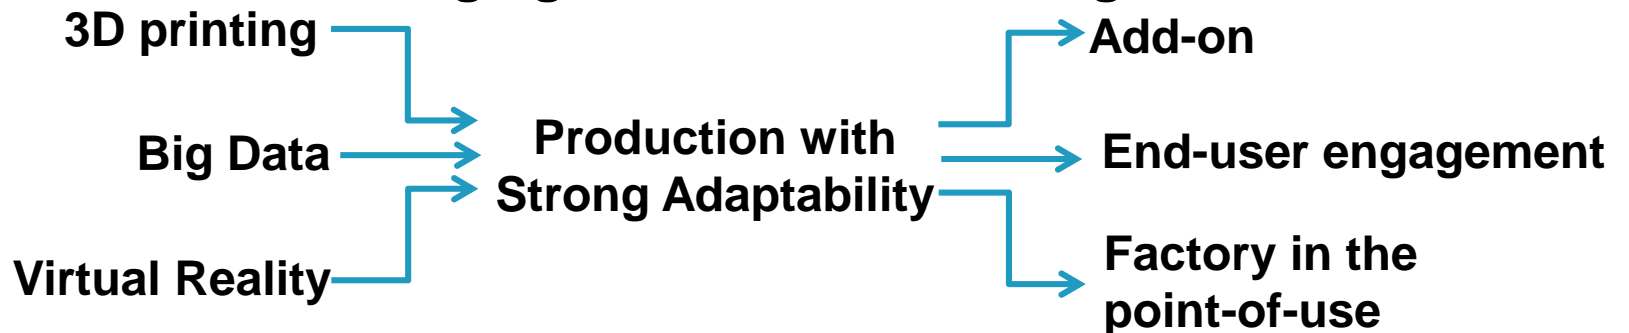 3D printing
Add-on
Big Data
Production with
Strong Adaptability
End-user engagement
Virtual Reality
Factory in the
point-of-use